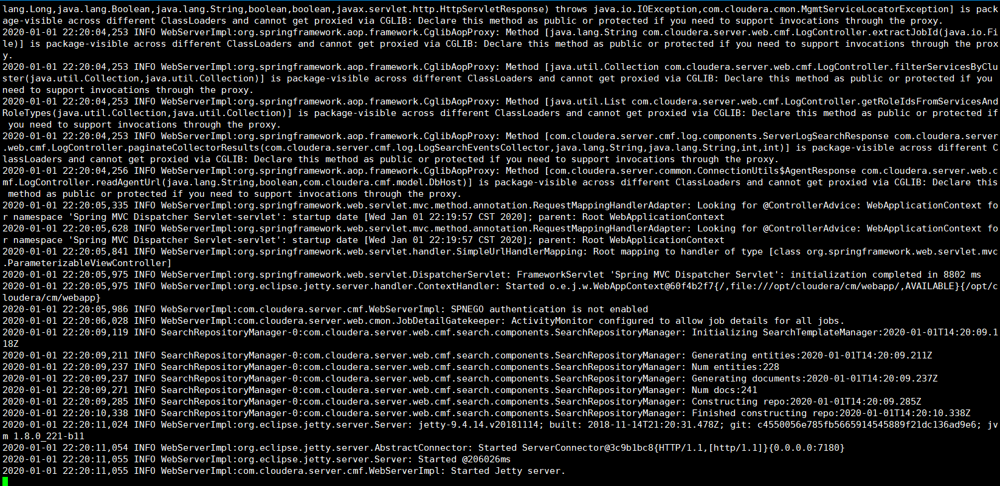 lang.Long,java.lang.Boolean,java.lang.String,boolean,boolean,javax.servlet.http.HttpServletResponse) throws java.io.IOException,com.cloudera.cmon.MgmtServiceLocatorException] is pack
age-visible across different ClassLoaders and cannot get proxied via CGLIB: Declare this method as public or protected if you need to support invocations through the proxy.
2020-01-01 22:20:04,253 INFO WebServerImpl:org.springframework.aop.framework.CglibAopProxy: Method [java.lang.String com.cloudera.server.web.cmf.LogController.extractJobId(java.io.Fi
le)] is package-visible across different ClassLoaders and cannot get proxied via CGLIB: Declare this method as public or protected if you need to support invocations through the prox
y.
2020-01-01 22:20:04,253 INFO WebServerImpl:org.springframework.aop.framework.CglibAopProxy: Method [java.util.Collection com.cloudera.server.web.cmf.LogController.filterServicesByClu
ster(java.util.Collection,java.util.Collection)] is package-visible across different ClassLoaders and cannot get proxied via CGLIB: Declare this method as public or protected if you
need to support invocations through the proxy.
2020-01-01 22:20:04,253 INFO WebServerImpl:org.springframework.aop.framework.CglibAopProxy: Method [java.util.List com.cloudera.server.web.cmf.LogController.getRoleIdsFromServicesAnd
RoleTypes(java.util.Collection,java.util.Collection)] is package-visible across different ClassLoaders and cannot get proxied via CGLIB: Declare this method as public or protected if
 you need to support invocations through the proxy.
2020-01-01 22:20:04,253 INFO WebServerImpl:org.springframework.aop.framework.CglibAopProxy: Method [com.cloudera.server.cmf.log.components.ServerLogSearchResponse com.cloudera.server
.web.cmf.LogController.paginateCollectorResults(com.cloudera.server.cmf.log.LogSearchEventsCollector,java.lang.String,java.lang.String,int,int)] is package-visible across different C
lassLoaders and cannot get proxied via CGLIB: Declare this method as public or protected if you need to support invocations through the proxy.
2020-01-01 22:20:04,256 INFO WebServerImpl:org.springframework.aop.framework.CglibAopProxy: Method [com.cloudera.server.common.ConnectionUtils$AgentResponse com.cloudera.server.web.c
mf.LogController.readAgentUrl(java.lang.String,boolean,com.cloudera.cmf.model.DbHost)] is package-visible across different ClassLoaders and cannot get proxied via CGLIB: Declare this
 method as public or protected if you need to support invocations through the proxy.
2020-01-01 22:20:05,335 INFO WebServerImpl:org.springframework.web.servlet.mvc.method.annotation.RequestMappingHandlerAdapter: Looking for @ControllerAdvice: WebApplicationContext fo
r namespace 'Spring MVC Dispatcher Servlet-servlet': startup date [Wed Jan 01 22:19:57 CST 2020]; parent: Root WebApplicationContext
2020-01-01 22:20:05,628 INFO WebServerImpl:org.springframework.web.servlet.mvc.method.annotation.RequestMappingHandlerAdapter: Looking for @ControllerAdvice: WebApplicationContext fo
r namespace 'Spring MVC Dispatcher Servlet-servlet': startup date [Wed Jan 01 22:19:57 CST 2020]; parent: Root WebApplicationContext
2020-01-01 22:20:05,841 INFO WebServerImpl:org.springframework.web.servlet.handler.SimpleUrlHandlerMapping: Root mapping to handler of type [class org.springframework.web.servlet.mvc
.ParameterizableViewController]
2020-01-01 22:20:05,975 INFO WebServerImpl:org.springframework.web.servlet.DispatcherServlet: FrameworkServlet 'Spring MVC Dispatcher Servlet': initialization completed in 8802 ms
2020-01-01 22:20:05,975 INFO WebServerImpl:org.eclipse.jetty.server.handler.ContextHandler: Started o.e.j.w.WebAppContext@60f4b2f7{/,file:///opt/cloudera/cm/webapp/,AVAILABLE}{/opt/c
loudera/cm/webapp}
2020-01-01 22:20:05,986 INFO WebServerImpl:com.cloudera.server.cmf.WebServerImpl: SPNEGO authentication is not enabled
2020-01-01 22:20:06,028 INFO WebServerImpl:com.cloudera.server.web.cmon.JobDetailGatekeeper: ActivityMonitor configured to allow job details for all jobs.
2020-01-01 22:20:09,119 INFO SearchRepositoryManager-0:com.cloudera.server.web.cmf.search.components.SearchRepositoryManager: Initializing SearchTemplateManager:2020-01-01T14:20:09.1
18Z
2020-01-01 22:20:09,211 INFO SearchRepositoryManager-0:com.cloudera.server.web.cmf.search.components.SearchRepositoryManager: Generating entities:2020-01-01T14:20:09.211Z
2020-01-01 22:20:09,237 INFO SearchRepositoryManager-0:com.cloudera.server.web.cmf.search.components.SearchRepositoryManager: Num entities:228
2020-01-01 22:20:09,237 INFO SearchRepositoryManager-0:com.cloudera.server.web.cmf.search.components.SearchRepositoryManager: Generating documents:2020-01-01T14:20:09.237Z
2020-01-01 22:20:09,271 INFO SearchRepositoryManager-0:com.cloudera.server.web.cmf.search.components.SearchRepositoryManager: Num docs:241
2020-01-01 22:20:09,285 INFO SearchRepositoryManager-0:com.cloudera.server.web.cmf.search.components.SearchRepositoryManager: Constructing repo:2020-01-01T14:20:09.285Z
2020-01-01 22:20:10,338 INFO SearchRepositoryManager-0:com.cloudera.server.web.cmf.search.components.SearchRepositoryManager: Finished constructing repo:2020-01-01T14:20:10.338Z
2020-01-01 22:20:11,024 INFO WebServerImpl:org.eclipse.jetty.server.Server: jetty-9.4.14.v20181114; built: 2018-11-14T21:20:31.478Z; git: c4550056e785fb5665914545889f21dc136ad9e6; jv
m 1.8.0_221-b11
2020-01-01 22:20:11,054 INFO WebServerImpl:org.eclipse.jetty.server.AbstractConnector: Started ServerConnector@3c9b1bc8{HTTP/1.1,[http/1.1]}{0.0.0.0:7180}
2020-01-01 22:20:11,055 INFO WebServerImpl:org.eclipse.jetty.server.Server: Started @206026ms
2020-01-01 22:20:11,055 INFO WebServerImpl:com.cloudera.server.cmf.WebServerImpl: Started Jetty server.